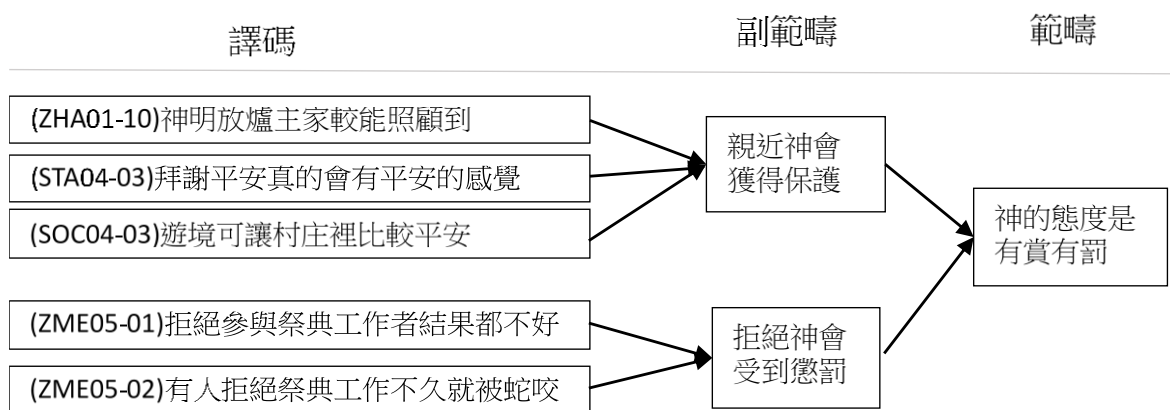 譯碼
副範疇
範疇
(ZHA01-10)神明放爐主家較能照顧到
(STA04-03)拜謝平安真的會有平安的感覺
(SOC04-03)遊境可讓村庄裡比較平安
(ZME05-01)拒絕參與祭典工作者結果都不好
(ZME05-02)有人拒絕祭典工作不久就被蛇咬
親近神會
獲得保護
拒絕神會
受到懲罰
神的態度是
有賞有罰